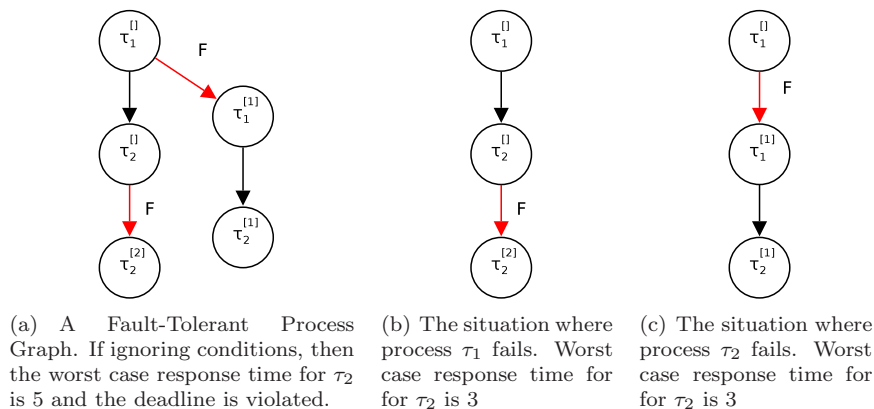 τ1[] τ1[] τ1[]
F
F
τ1[1]
τ2[] τ2[] τ1[1]
F F
τ2[2] τ2[1] τ2[2] τ2[1]
(a) A Fault-Tolerant Process
Graph. If ignoring conditions, then
the worst case response time for τ2
is 5 and the deadline is violated.
(b) The situation where
process τ1 fails. Worst
case response time for
for τ2 is 3
(c) The situation where
process τ2 fails. Worst
case response time for
for τ2 is 3